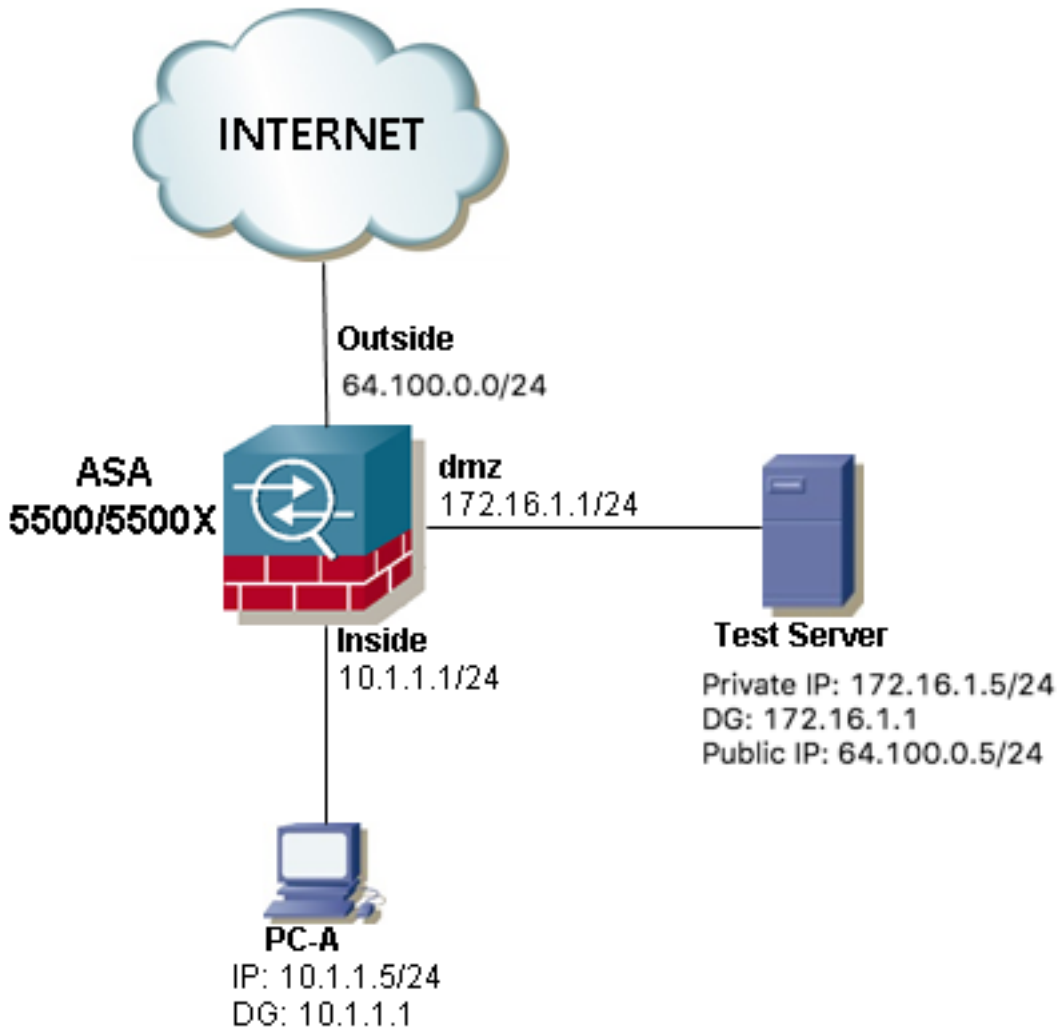 INTERNET
Outside
64.100.0.0/24
ASA
5500/5500X
dmz
172.16.1.1/24
Inside
10.1.1.1/24
Test Server
Private IP: 172.16.1.5/24
DG: 172.16.1.1
Public IP: 64.100.0.5/24
PC-A
IP: 10.1.1.5/24
DG: 10.1.1.1